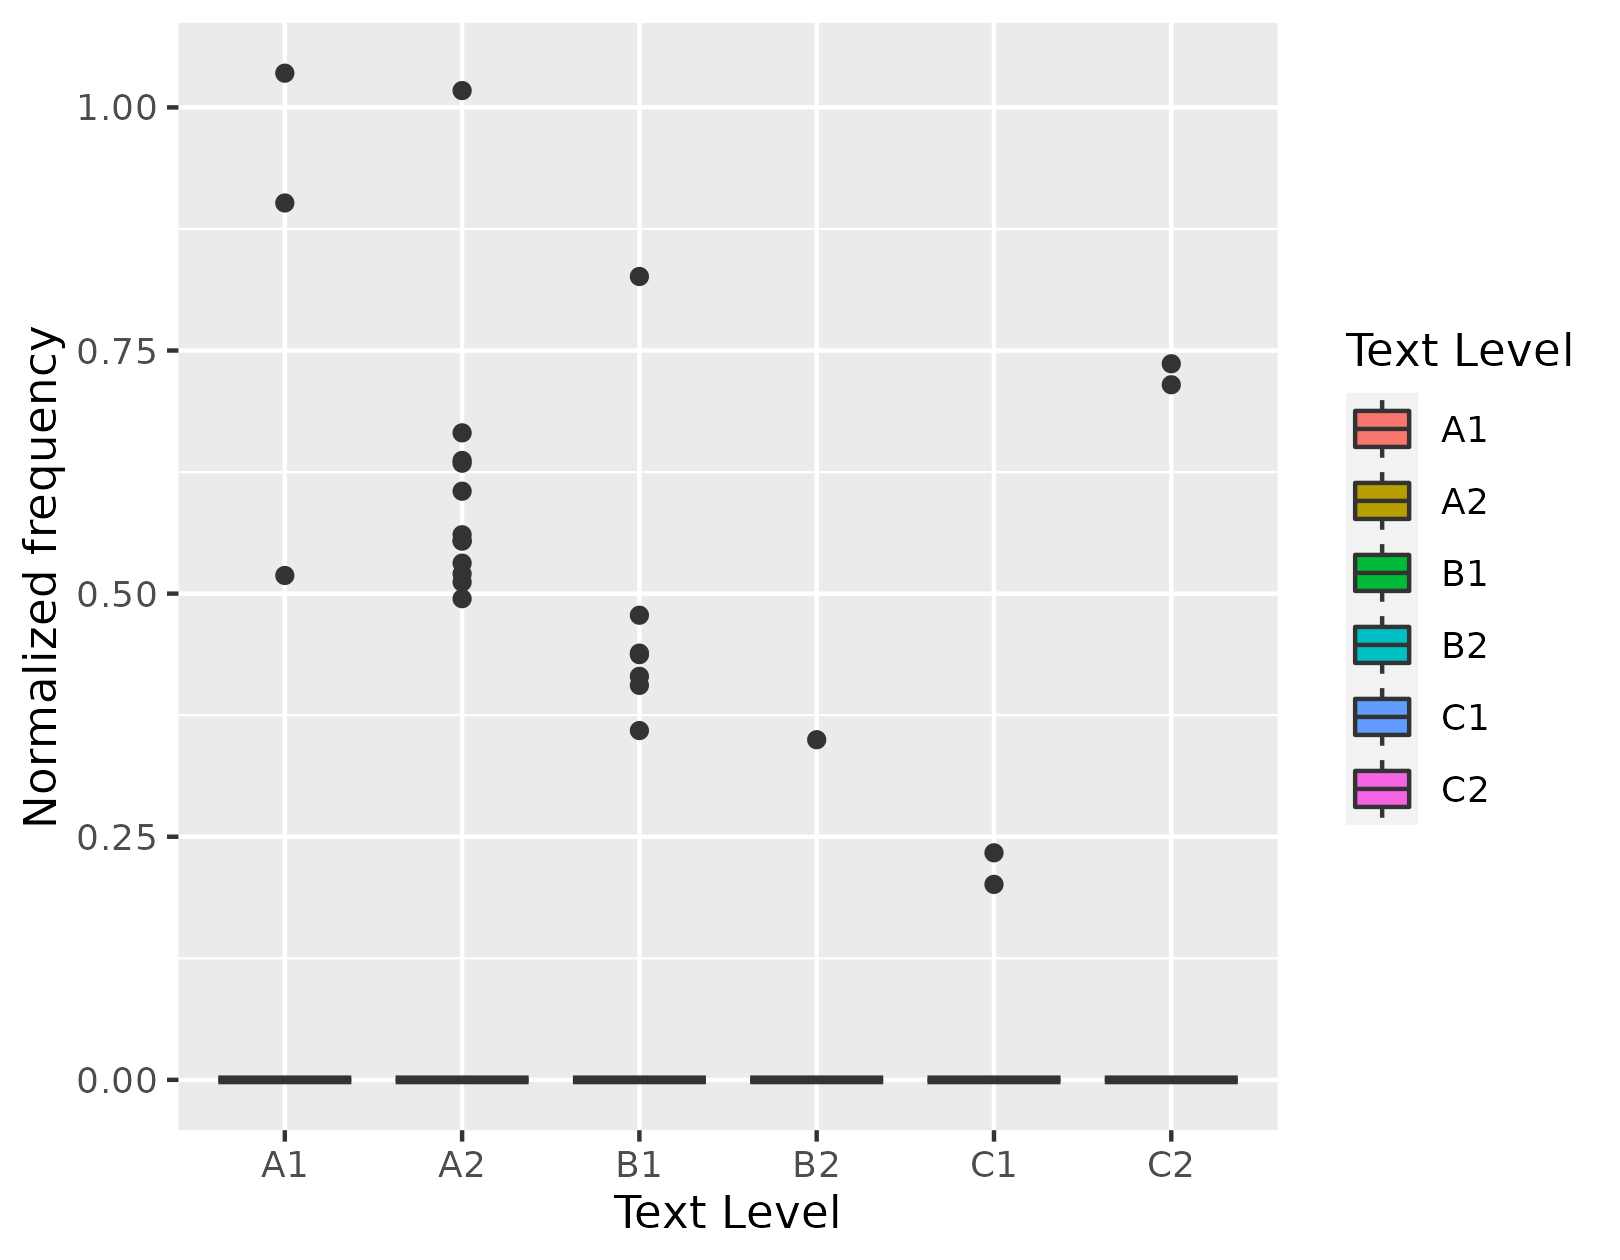 Normalized frequency
1.00
0.75
0.50
0.25
0.00
A1 A2 B1 B2 C1 C2
Text Level
Text Level
A1
A2
B1
B2
C1
C2